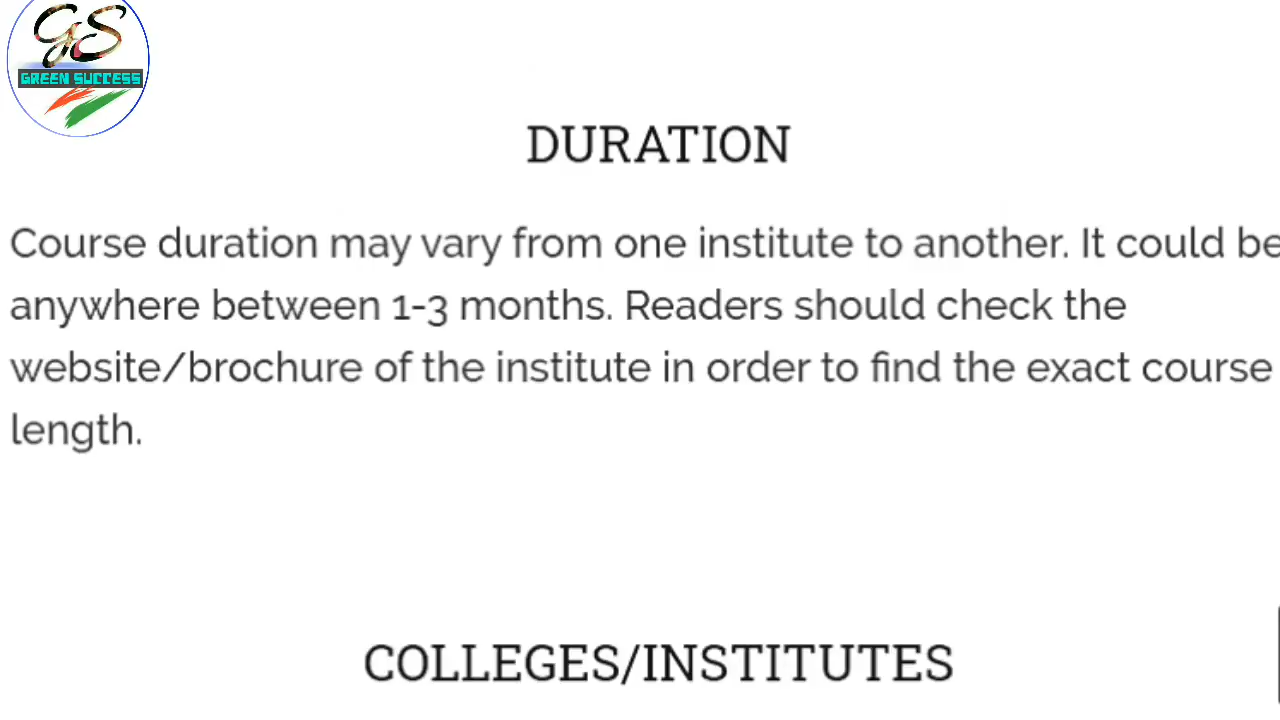 GS
GREEN SUCCESS
DURATION
Course duration may vary from one institute to another. It could be
anywhere between 1-3 months. Readers should check the
website/brochure of the institute in order to find the exact course
length.
COLLEGES/INSTITUTES